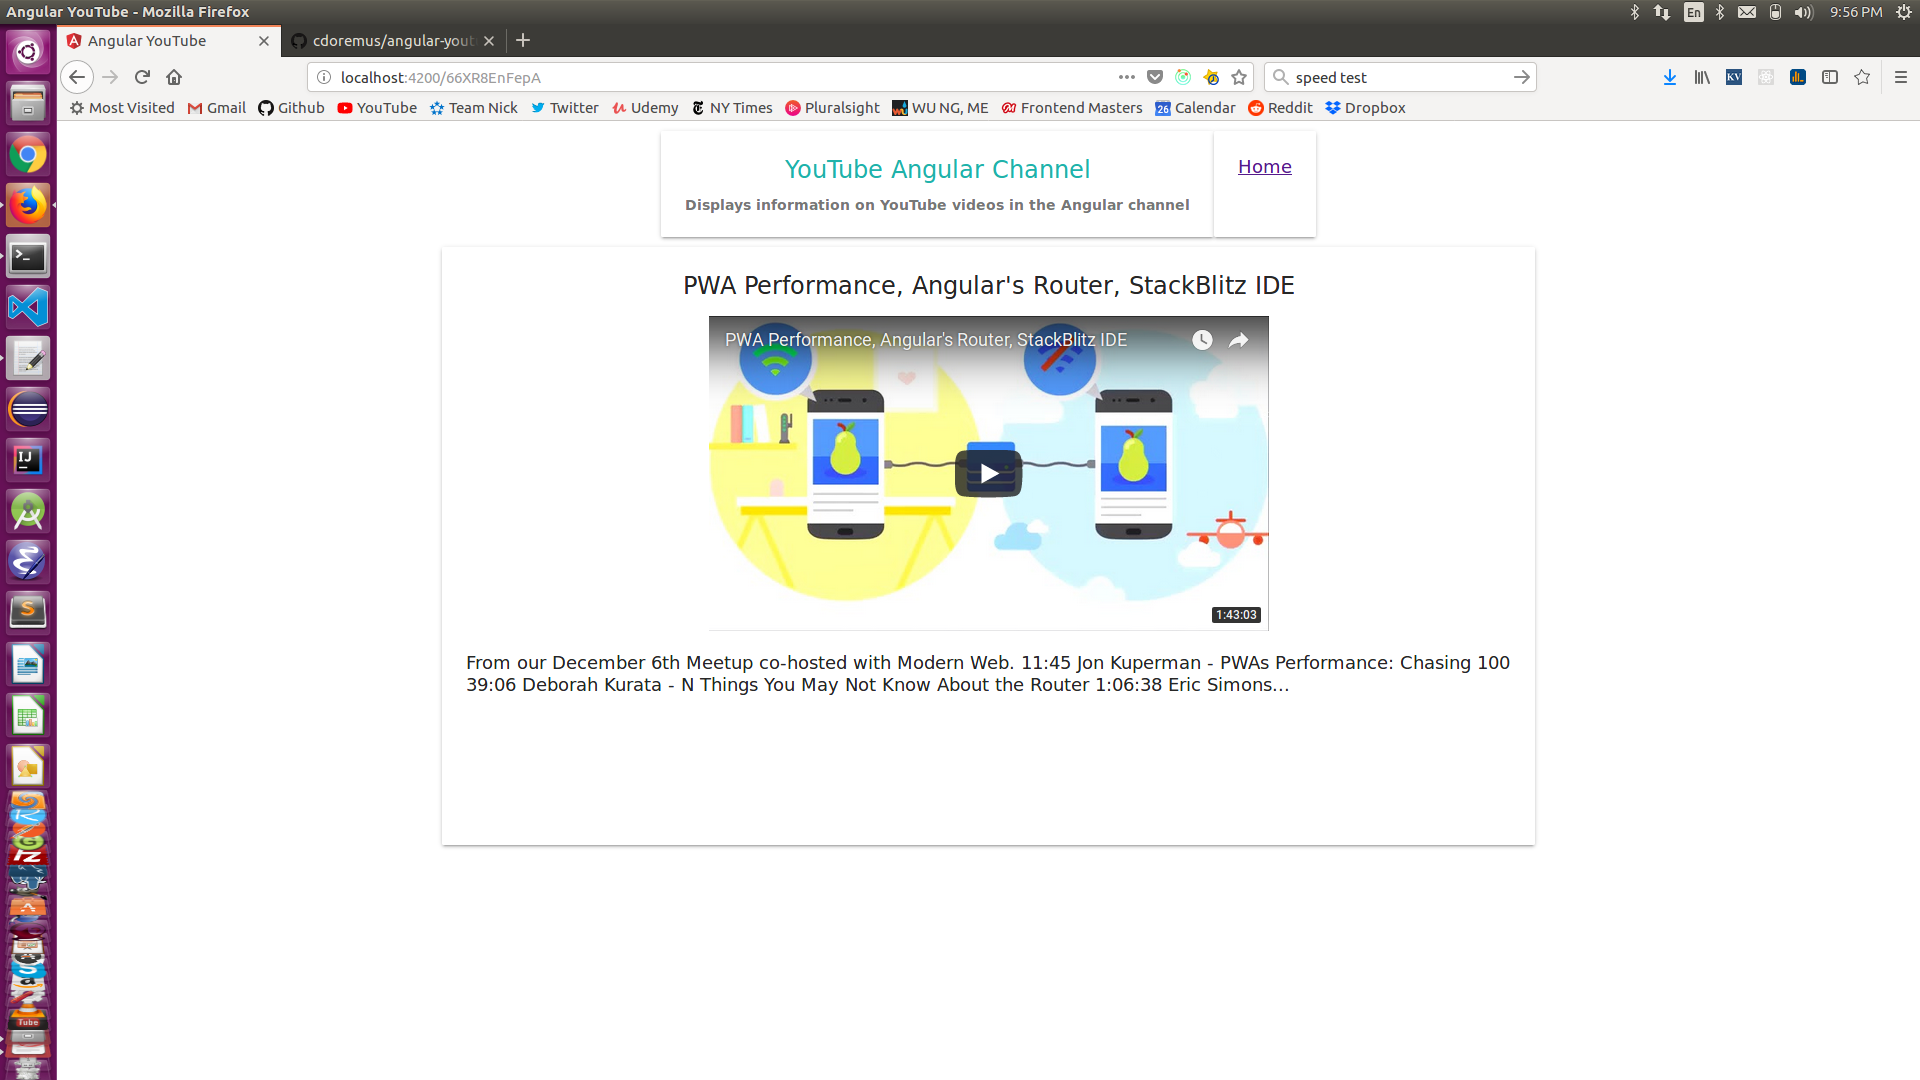 Angular YouTube - Mozilla Firefox
En
9:56 PM
Angular YouTube
cdoremus/angular-yout
localhost:4200/66XR8EnFepA
speed test
KV
Most Visited
Gmail
Github
YouTube
Team Nick
Twitter
Udemy
NY Times
Pluralsight
WU NG, ME
Frontend Masters
26
Calendar
Reddit
Dropbox
YouTube Angular Channel
Displays information on YouTube videos in the Angular channel
Home
PWA Performance, Angular's Router, StackBlitz IDE
PWA Performance, Angular's Router, StackBlitz IDE
1:43:03
From our December 6th Meetup co-hosted with Modern Web. 11:45 Jon Kuperman - PWAs Performance: Chasing 100
39:06 Deborah Kurata - N Things You May Not Know About the Router 1:06:38 Eric Simons...
IJ
S
Tube